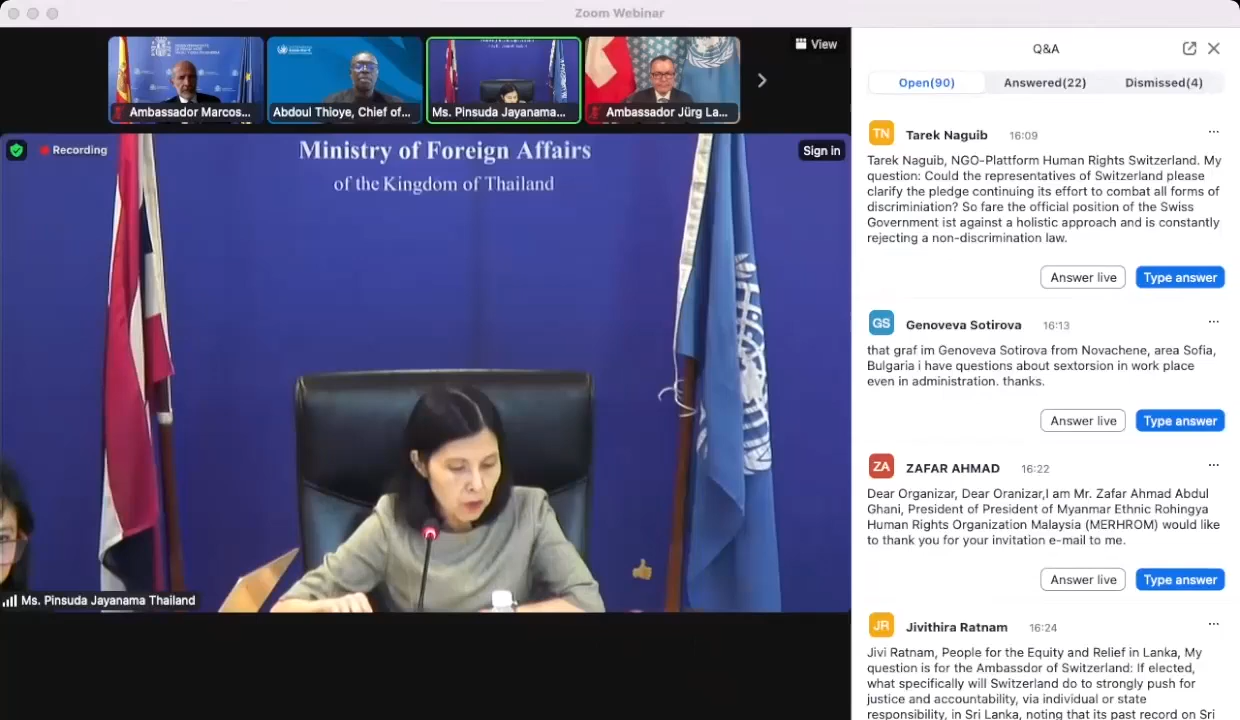 Zoom Webinar
View
Ambassador Marcos...
Abdoul Thioye, Chief of...
Ms. Pinsuda Jayanama...
Ambassador Jürg La...
Recording
Sign in
Ministry of Foreign Affairs
of the Kingdom of Thailand
Ms. Pinsuda Jayanama Thailand
Q&A
Open(90)
Answered(22)
Dismissed(4)
TN
Tarek Naguib 16:09
Tarek Naguib, NGO-Plattform Human Rights Switzerland. My
question: Could the representatives of Switzerland please
clarify the pledge continuing its effort to combat all forms of
discriminiation? So fare the official position of the Swiss
Government ist against a holistic approach and is constantly
rejecting a non-discrimination law.
Answer live
Type answer
GS
Genoveva Sotirova 16:13
that graf im Genoveva Sotirova from Novachene, area Sofia,
Bulgaria i have questions about sextorsion in work place
even in administration. thanks.
Answer live
Type answer
ZA
ZAFAR AHMAD 16:22
Dear Organizar, Dear Oranizar,I am Mr. Zafar Ahmad Abdul
Ghani, President of President of Myanmar Ethnic Rohingya
Human Rights Organization Malaysia (MERHROM) would like
to thank you for your invitation e-mail to me.
Answer live
Type answer
JR
Jivithira Ratnam 16:24
Jivi Ratnam, People for the Equity and Relief in Lanka, My
question is for the Ambassdor of Switzerland: If elected,
what specifically will Switzerland do to strongly push for
justice and accountability, via individual or state
responsibility, in Sri Lanka, noting that its past record on Sri